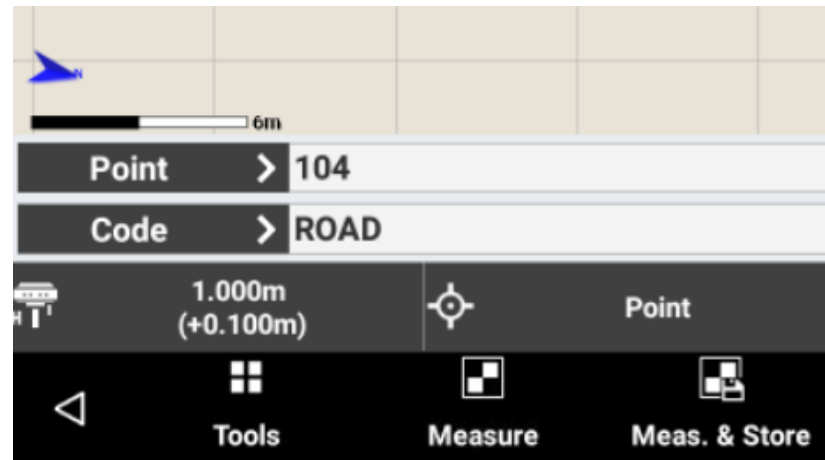 N
6m
Point
104
Code
ROAD
H
1.000m
(+0.100m)
Point
Tools
Measure
Meas. & Store